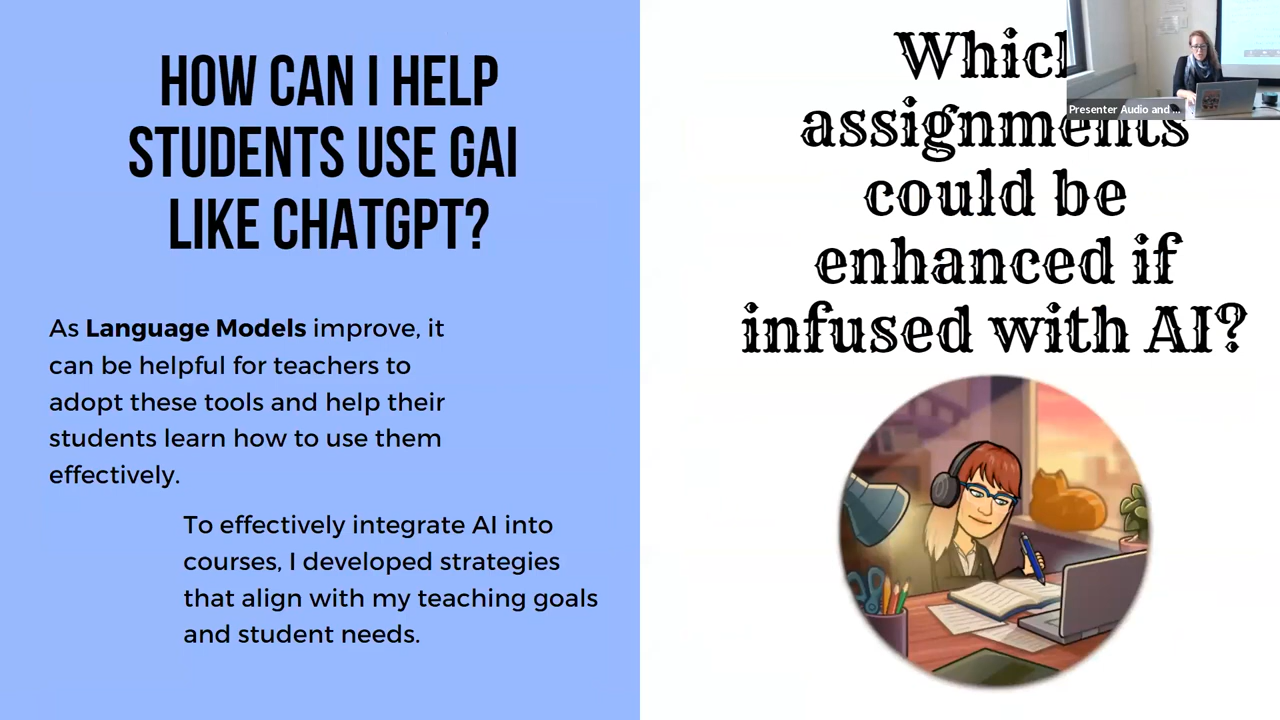 HOW CAN I HELP
STUDENTS USE GAI
LIKE CHATGPT?
As Language Models improve, it
can be helpful for teachers to
adopt these tools and help their
students learn how to use them
effectively.
To effectively integrate AI into
courses, I developed strategies
that align with my teaching goals
and student needs.
Which
assignments
could be
enhanced if
infused with AI?
Presenter Audio and ...